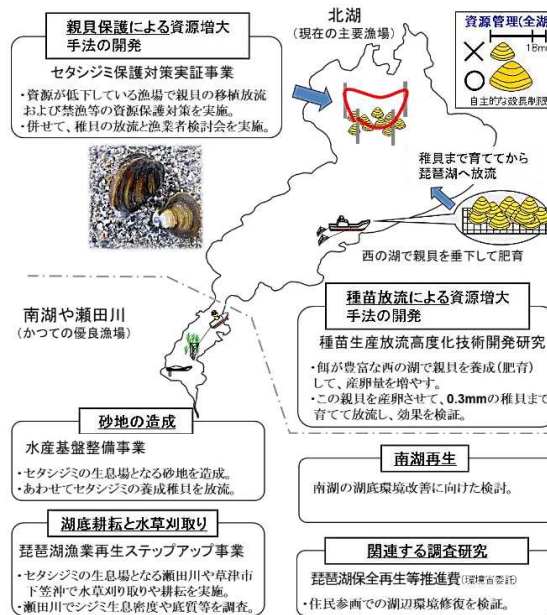 親貝保護による資源増大
手法の開発
セタシジミ保護対策実証事業
・資源が低下している漁場で親貝の移植放流
および禁漁等の資源保護対策を実施。
・併せて、稚貝の放流と漁業者検討会を実施。
北湖
(現在の主要漁場)
資源管理(全湖
18m
自主的な殻長制限
稚貝まで育ててから
琵琶湖へ放流
西の湖で親貝を垂下して肥育
南湖や瀬田川
(かつての優良漁場)
種苗放流による資源増大
手法の開発
種苗生産放流高度化技術開発研究
・餌が豊富な西の湖で親貝を養成(肥育)
して、産卵量を増やす。
・この親貝を産卵させて、0.3mmの稚貝まで
育てて放流し、効果を検証。
砂地の造成
水産基盤整備事業
・セタシジミの生息場となる砂地を造成。
・あわせてセタシジミの養成稚貝を放流。
南湖再生
南湖の湖底環境改善に向けた検討。
湖底耕耘と水草刈取り
琵琶湖漁業再生ステップアップ事業
・セタシジミの生息場となる瀬田川や草津市
下笠沖で水草刈り取りや耕耘を実施。
・瀬田川でシジミ生息密度や底質等を調査。
関連する調査研究
琵琶湖保全再生等推進費(環境省委託)
・住民参画での湖辺環境修復を検証。